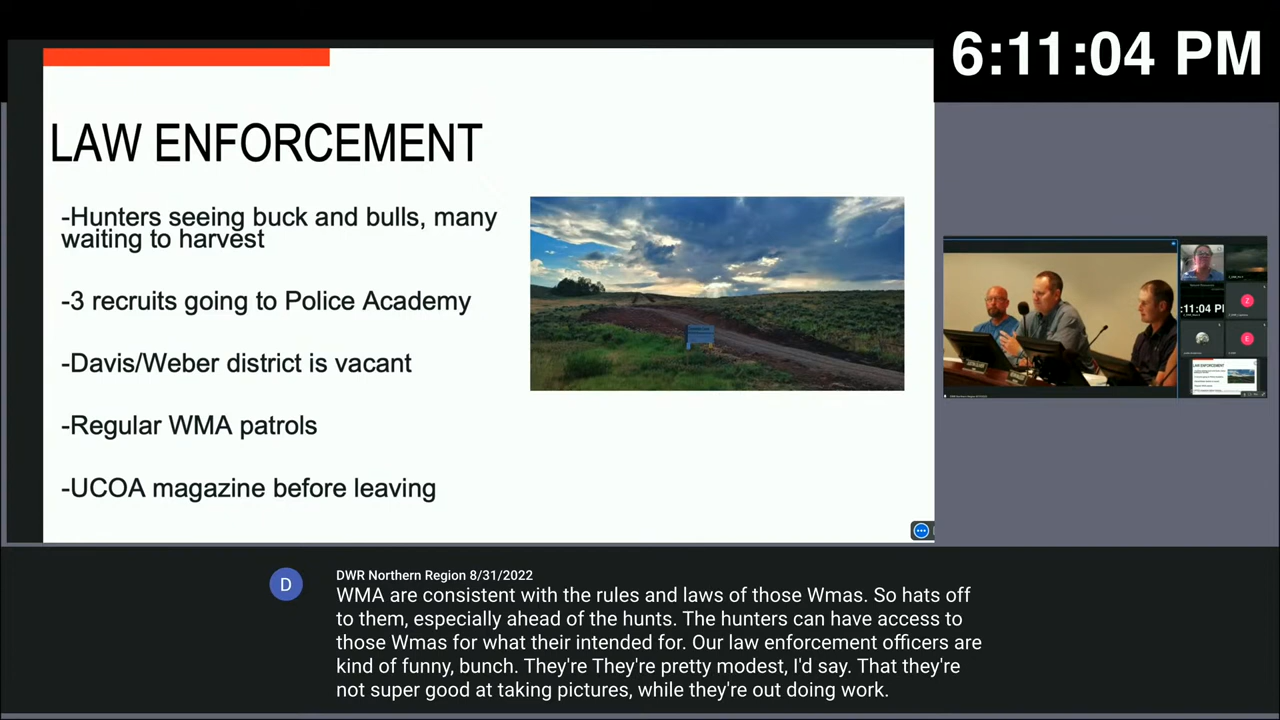 6:11:04 PM
LAW ENFORCEMENT
-Hunters seeing buck and bulls, many
waiting to harvest
-3 recruits going to Police Academy
-Davis/Weber district is vacant
-Regular WMA patrols
-UCOA magazine before leaving
:11:04 PI
Z
E
LAW ENFORCEMENT
D
DWR Northern Region 8/31/2022
WMA are consistent with the rules and laws of those Wmas. So hats off
to them, especially ahead of the hunts. The hunters can have access to
those Wmas for what their intended for. Our law enforcement officers are
kind of funny, bunch. They're They're pretty modest, I'd say. That they're
not super good at taking pictures, while they're out doing work.